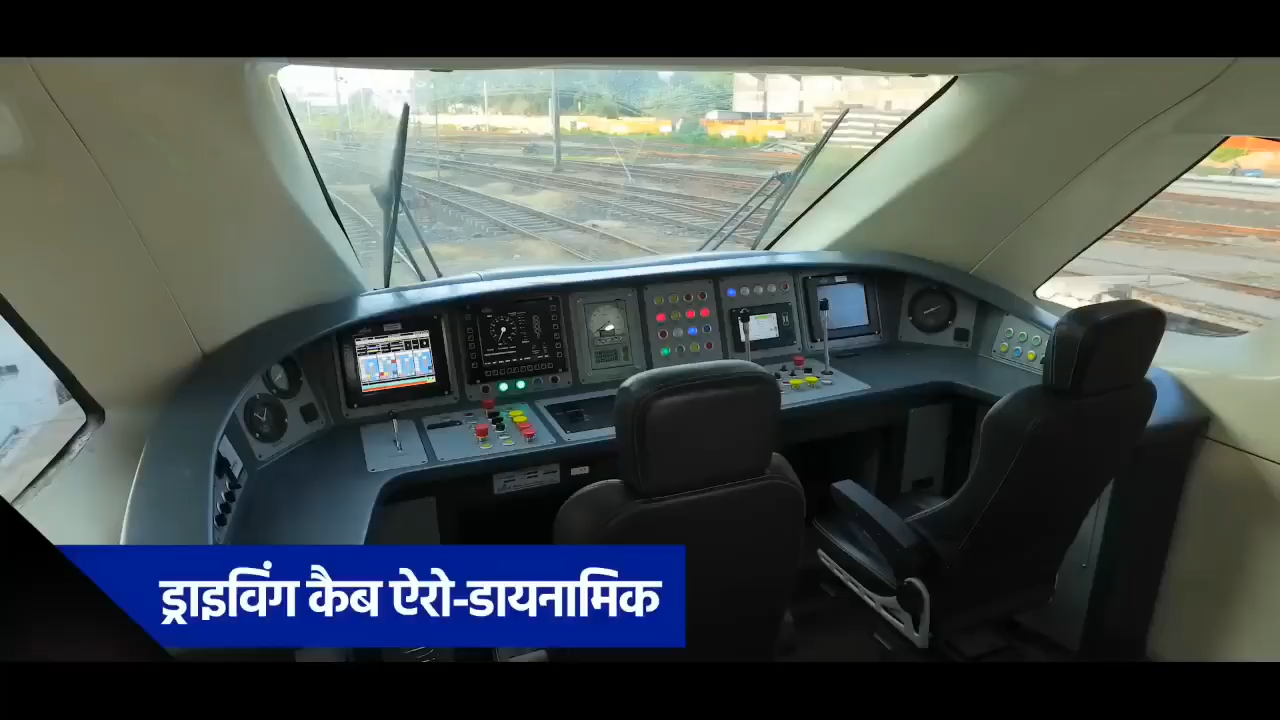 ड्राइविंग कैब ऐरो-डायनामिक